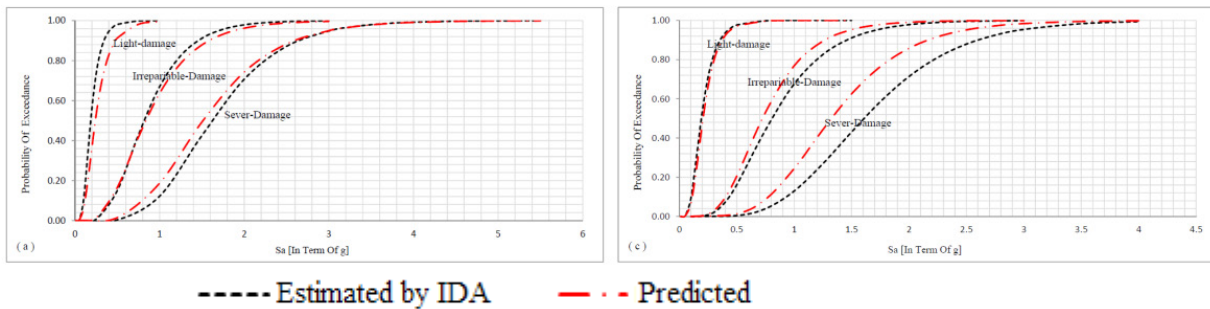 Probability Of Exceedance
1.00
0.80
0.60
0.40
0.20
0.00
Light-damage
Irrepariable-Damage
Sever-Damage
0 1 2 3 4 5 6
( a )
Sa [In Term Of g]
Probability Of Exceedance
1.00
0.80
0.60
0.40
0.20
0.00
Light-damage
Irrepariable-Damage
Sever-Damage
0 0.5 1 1.5 2 2.5 3 3.5 4 4.5
( c )
Sa [In Term Of g]
Estimated by IDA
Predicted